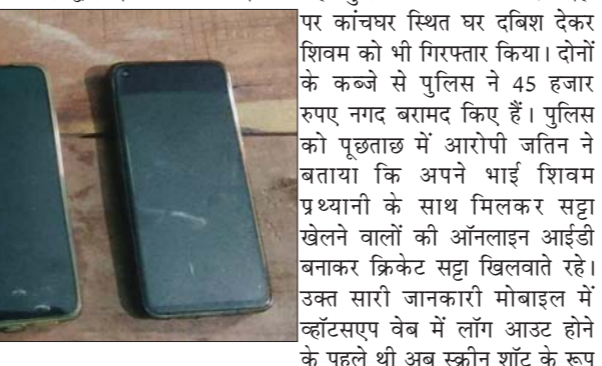 पर कांचघर स्थित घर दबिश देकर
शिवम को भी गिरफ्तार किया। दोनों
के कब्जे से पुलिस ने 45 हजार
रुपए नगद बरामद किए हैं। पुलिस
को पूछताछ में आरोपी जतिन ने
बताया कि अपने भाई शिवम
प्रथ्यानी के साथ मिलकर सट्टा
खेलने वालों की ऑनलाइन आईडी
बनाकर क्रिकेट सट्टा खिलवाते रहे।
उक्त सारी जानकारी मोबाइल में
व्हॉटसएप वेब में लॉग आउट होने
के पहले थी अब स्क्रीन शॉट के रूप